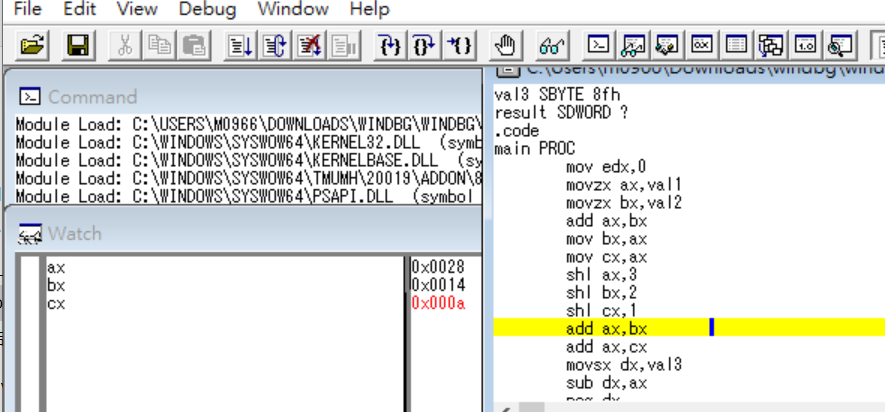 File Edit View Debug Window Help
Command
Module Load: C:\USERS\M0966\DOWNLOADS\WINDBG\WINDBG\
Module Load: C:\WINDOWS\SYSWOW64\KERNEL32.DLL (symb
Module Load: C:\WINDOWS\SYSWOW64\KERNELBASE.DLL (sy
Module Load: C:\WINDOWS\SYSWOW64\TMUMH\20019\ADDON\8
Module Load: C:\WINDOWS\SYSWOW64\PSAPI.DLL (symbol
Watch
ax 0x0028
bx 0x0014
cx 0x000a
C:\Users\m0966\Downloads\windbg\wind
val3 SBYTE 8fh
result SDWORD ?
.code
main PROC
mov edx,0
movzx ax,val1
movzx bx,val2
add ax,bx
mov bx,ax
mov cx,ax
shl ax,3
shl bx,2
shl cx,1
add ax,bx
add ax,cx
movsx dx,val3
sub dx,ax